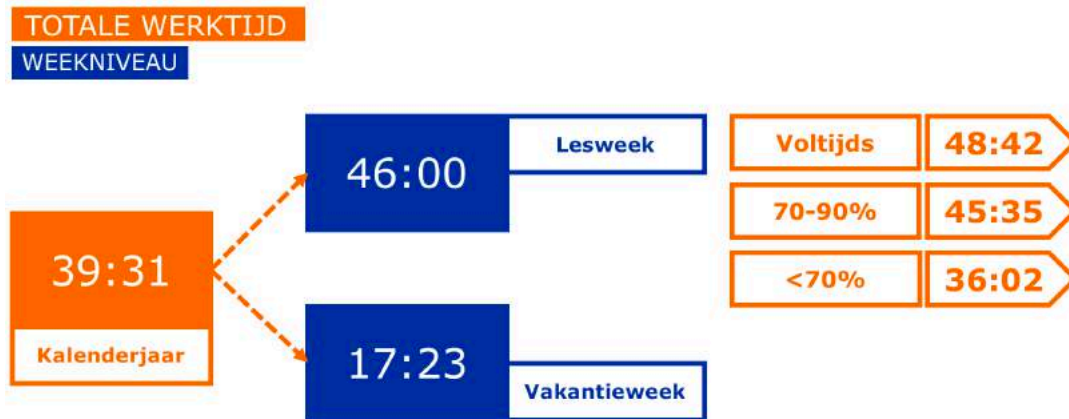 TOTALE WERKTIJD
WEEKNIVEAU
39:31
Kalenderjaar
46:00
Lesweek
17:23
Vakantieweek
Voltijds 48:42
70-90% 45:35
<70% 36:02